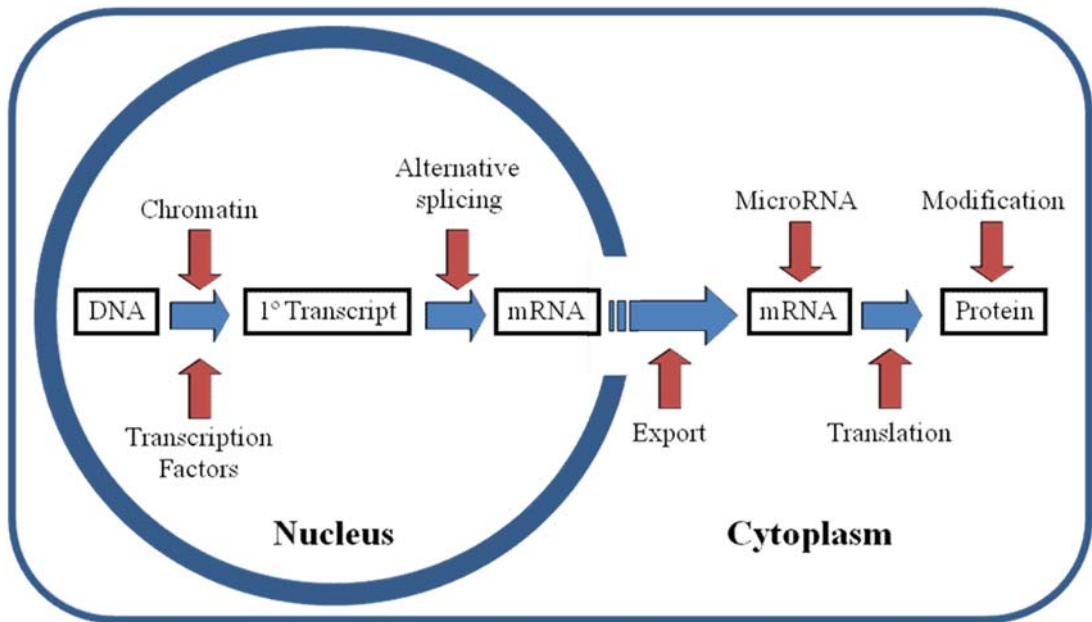 Alternative
splicing
Chromatin
MicroRNA
Modification
DNA
1° Transcript
mRNA
mRNA
Protein
Transcription
Factors
Export
Translation
Nucleus
Cytoplasm